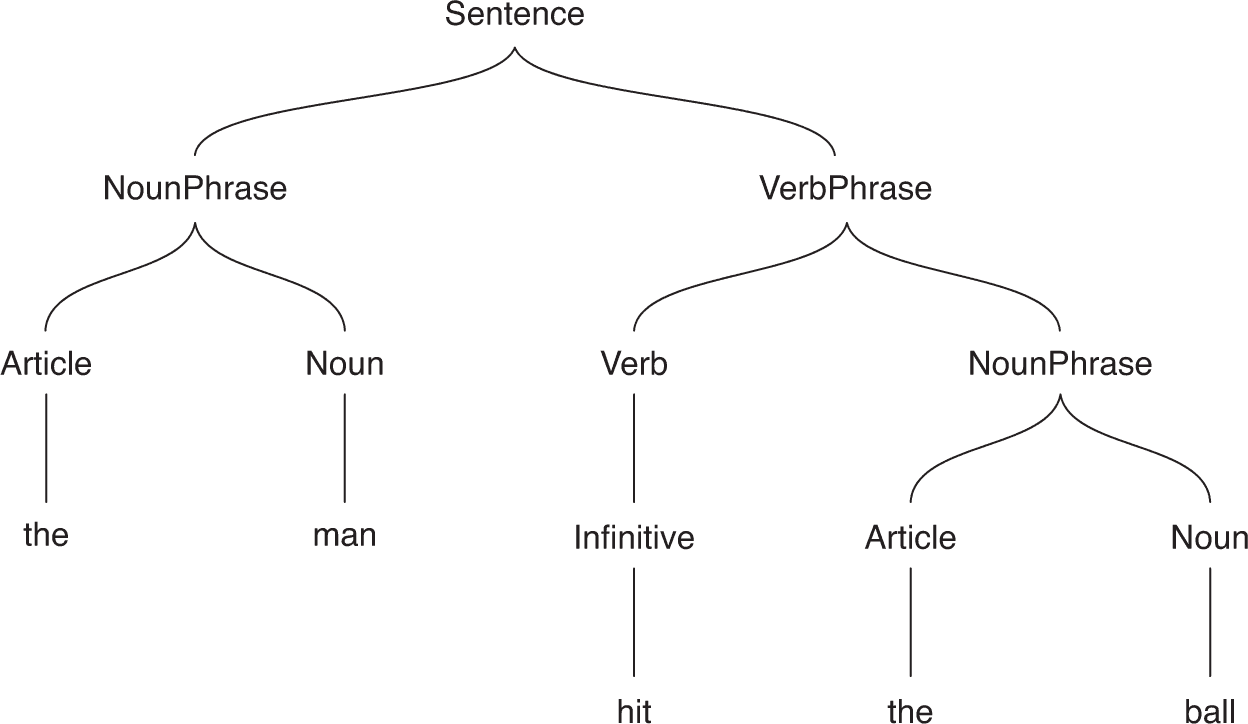 Sentence
NounPhrase VerbPhrase
Article Noun Verb NounPhrase
the man Infinitive Article Noun
hit the ball